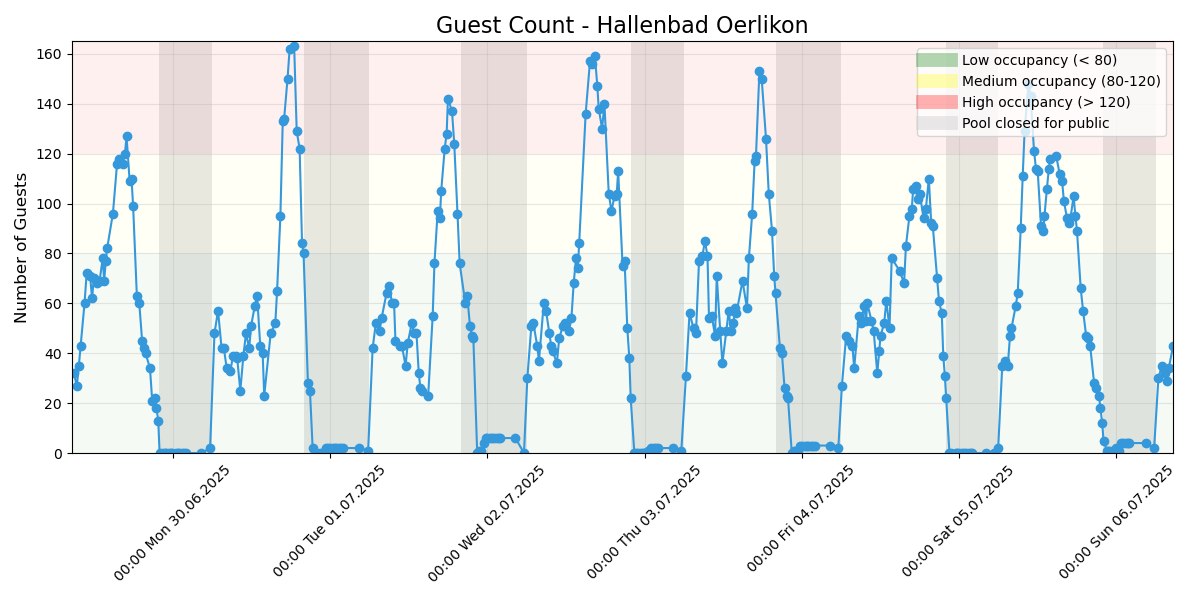 Guest Count - Hallenbad Oerlikon
Number of Guests
160
140
120
100
80
60
40
20
0
Low occupancy (< 80)
Medium occupancy (80-120)
High occupancy (> 120)
Pool closed for public
00:00 Mon 30.06.2025
00:00 Tue 01.07.2025
00:00 Wed 02.07.2025
00:00 Thu 03.07.2025
00:00 Fri 04.07.2025
00:00 Sat 05.07.2025
00:00 Sun 06.07.2025